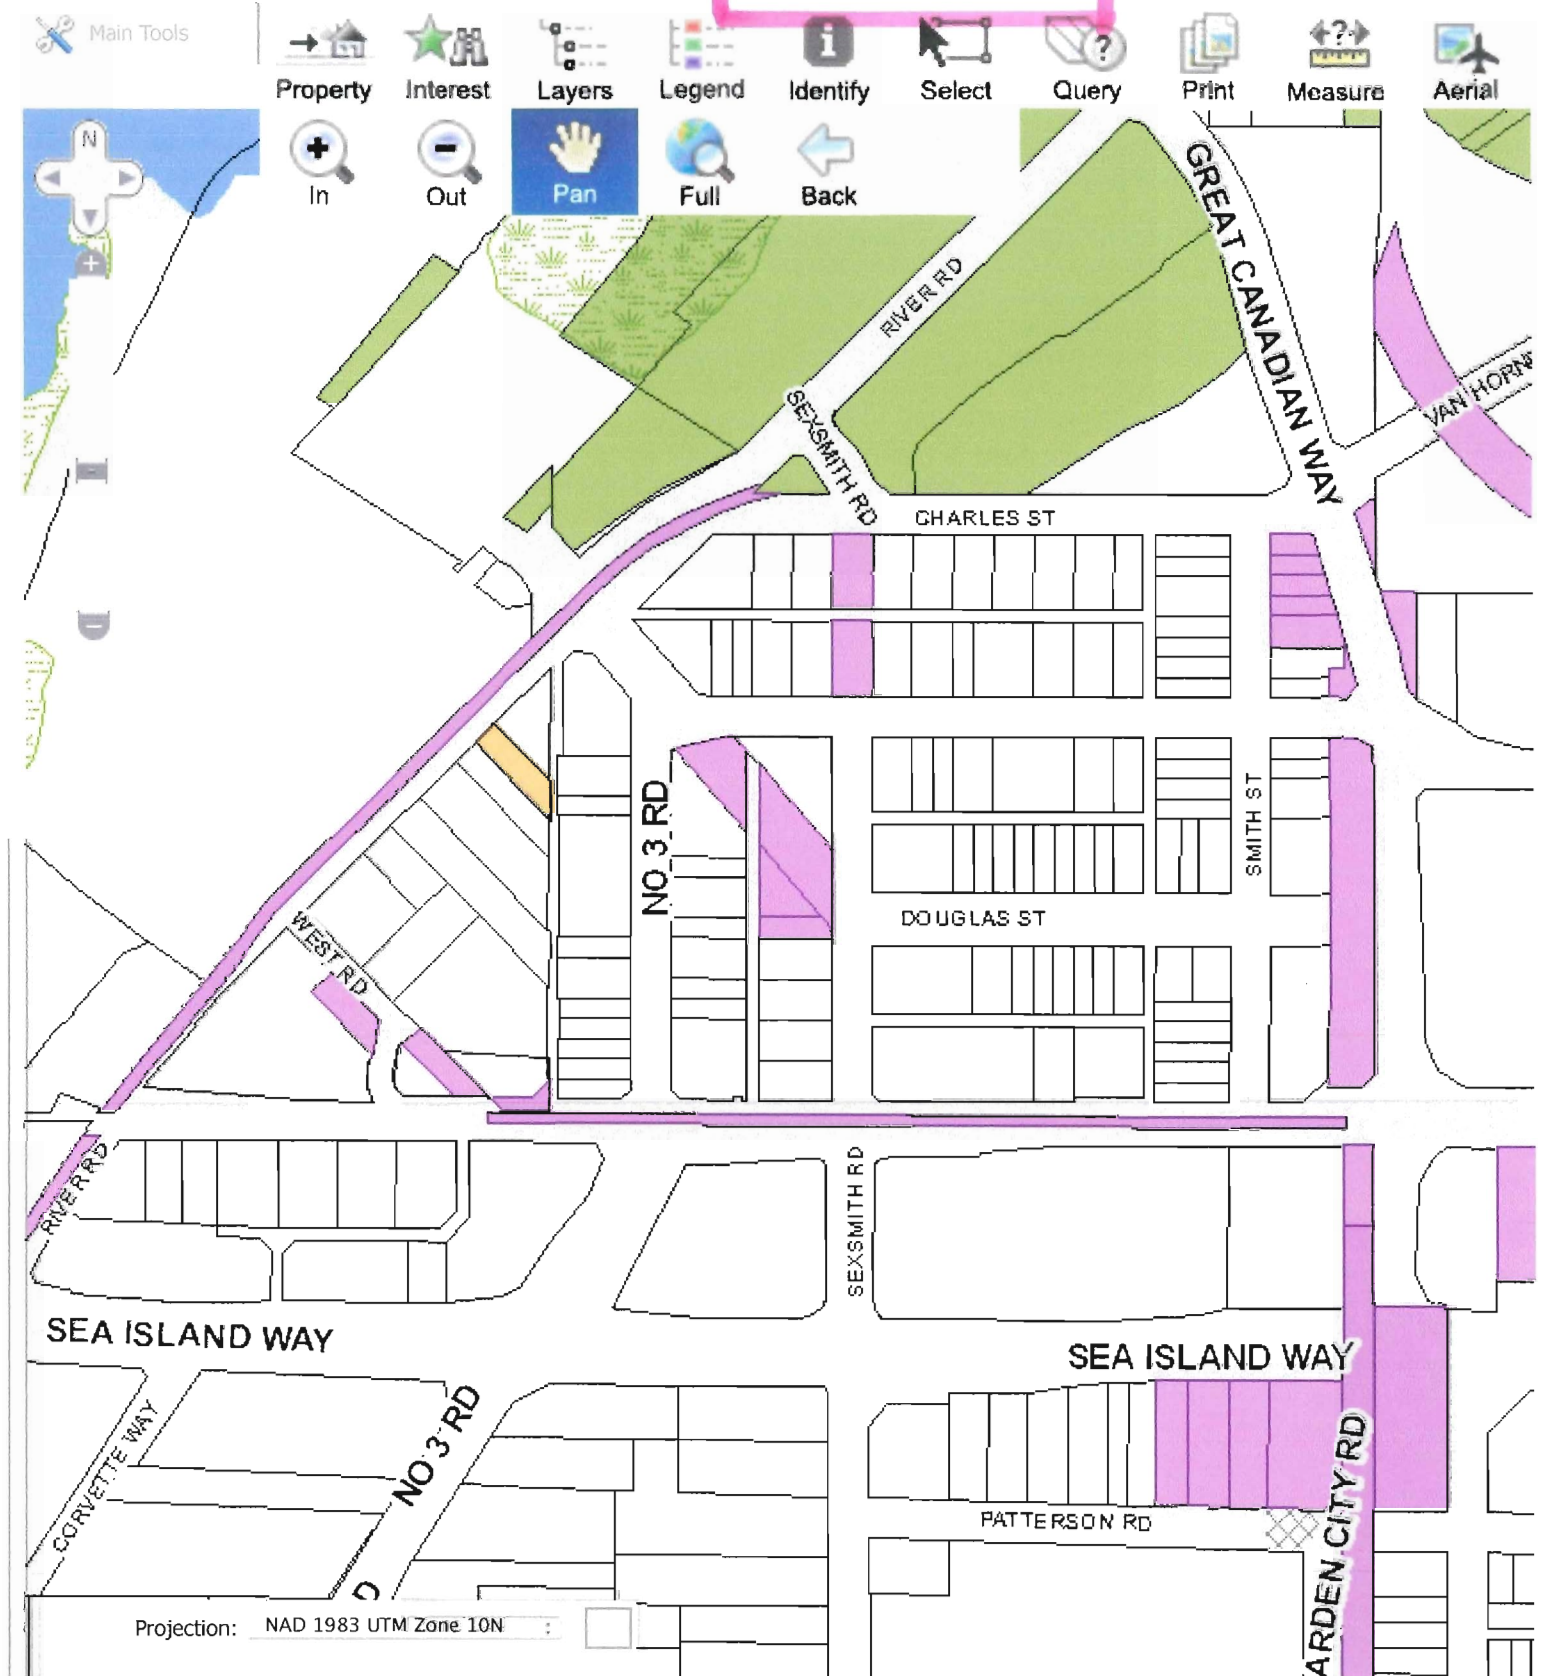 Main Tools
Property Interest Layers Legend Identify Select Query Print Measure Aerial
N
In Out Pan Full Back
GREAT CANADIAN WAY
RIVER RD
VAN HORNE
SEXSMITH RD
CHARLES ST
NO 3 RD
SMITH ST
DOUGLAS ST
WEST RD
RIVER RD
SEXSMITH RD
SEA ISLAND WAY
SEA ISLAND WAY
CORVETTE WAY
NO 3 RD
PATTERSON RD
ARDEN CITY RD
D
Projection: NAD 1983 UTM Zone 10N